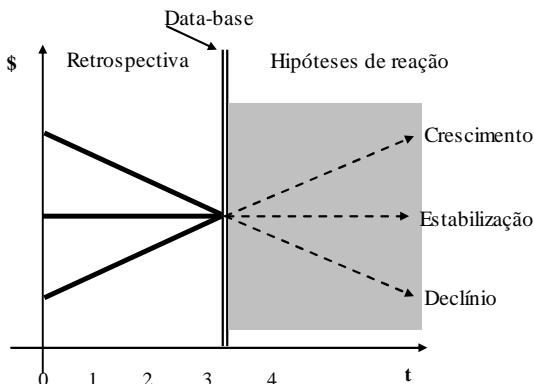 Data-base
$ Retrospectiva Hipóteses de reação
Crescimento
Estabilização
Declínio
0 1 2 3 4 t